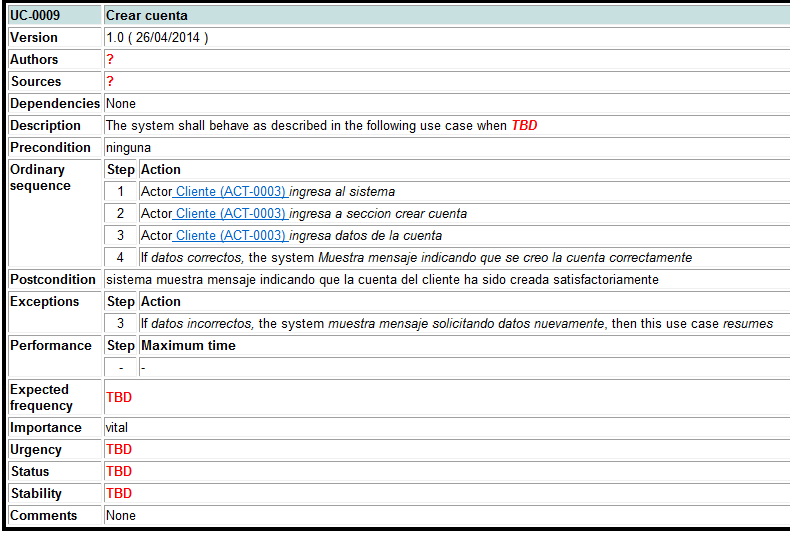 UC-0009 Crear cuenta
Version 1.0 ( 26/04/2014 )
Authors ?
Sources ?
Dependencies None
Description The system shall behave as described in the following use case when TBD
Precondition ninguna
Ordinary sequence Step Action
1 Actor Cliente (ACT-0003) ingresa al sistema
2 Actor Cliente (ACT-0003) ingresa a seccion crear cuenta
3 Actor Cliente (ACT-0003) ingresa datos de la cuenta
4 If datos correctos, the system Muestra mensaje indicando que se creo la cuenta correctamente
Postcondition sistema muestra mensaje indicando que la cuenta del cliente ha sido creada satisfactoriamente
Exceptions Step Action
3 If datos incorrectos, the system muestra mensaje solicitando datos nuevamente, then this use case resumes
Performance Step Maximum time
- -
Expected frequency TBD
Importance vital
Urgency TBD
Status TBD
Stability TBD
Comments None